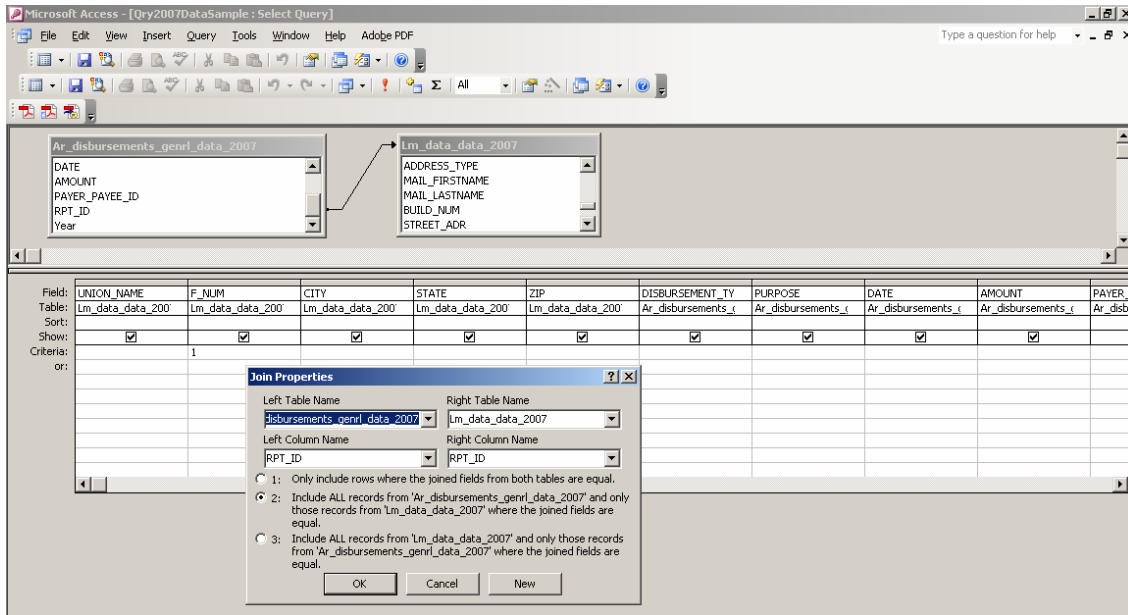 Microsoft Access - [Qry2007DataSample : Select Query]
File Edit View Insert Query Tools Window Help Adobe PDF Type a question for help
All
Ar_disbursements_genrl_data_2007
DATE
AMOUNT
PAYER_PAYEE_ID
RPT_ID
Year
Lm_data_data_2007
ADDRESS_TYPE
MAIL_FIRSTNAME
MAIL_LASTNAME
BUILD_NUM
STREET_ADR
Field: UNION_NAME F_NUM CITY STATE ZIP DISBURSEMENT_TY PURPOSE DATE AMOUNT PAYER_
Table: Lm_data_data_200 Lm_data_data_200 Lm_data_data_200 Lm_data_data_200 Lm_data_data_200 Ar_disbursements_ Ar_disbursements_ Ar_disbursements_ Ar_disbursements_ Ar_disb
Sort:
Show:
Criteria: 1
or:
Join Properties
Left Table Name Right Table Name
disbursements_genrl_data_2007 Lm_data_data_2007
Left Column Name Right Column Name
RPT_ID RPT_ID
1: Only include rows where the joined fields from both tables are equal.
2: Include ALL records from 'Ar_disbursements_genrl_data_2007' and only
those records from 'Lm_data_data_2007' where the joined fields are
equal.
3: Include ALL records from 'Lm_data_data_2007' and only those records
from 'Ar_disbursements_genrl_data_2007' where the joined fields are
equal.
OK Cancel New